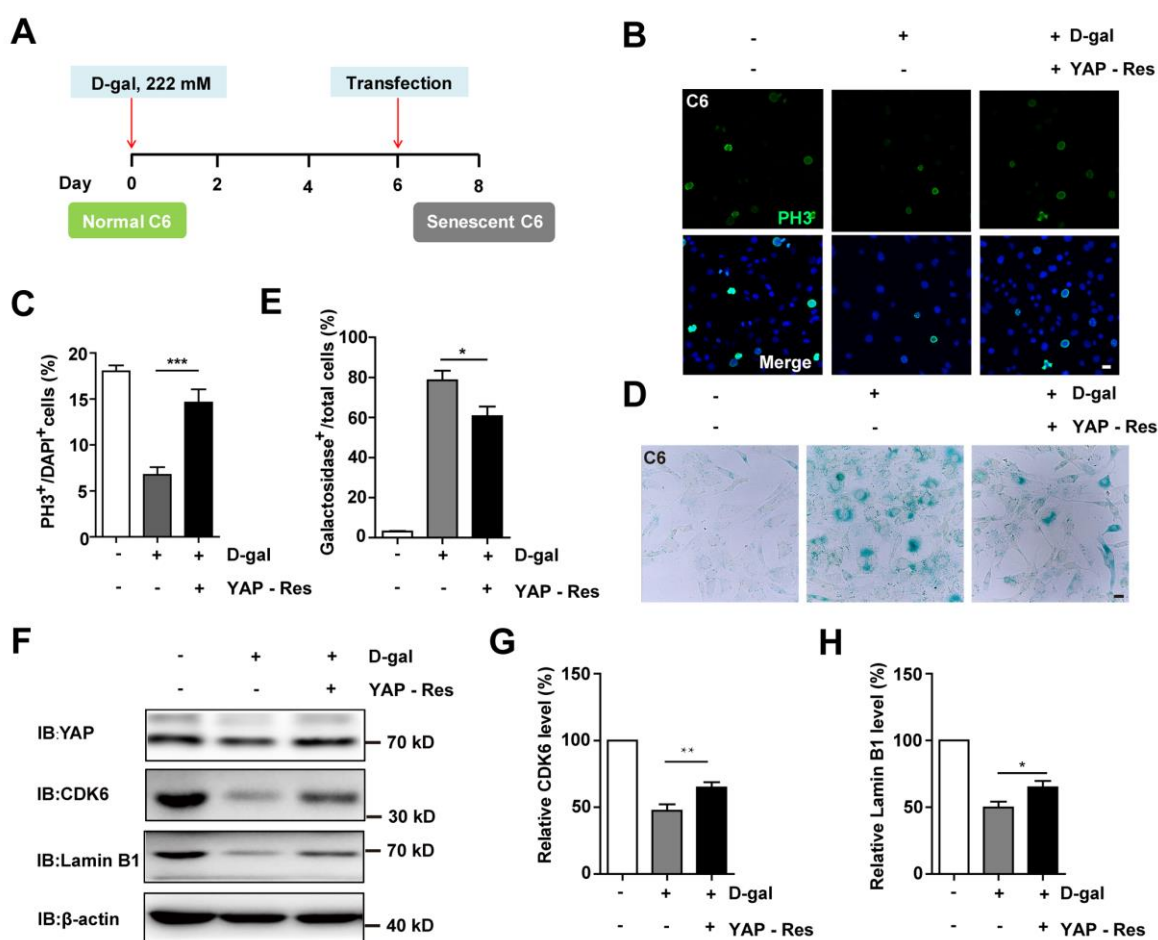 A
D-gal, 222 mM
Transfection
Day 0 2 4 6 8
Normal C6
Senescent C6
B
- + + D-gal
- - + YAP - Res
C6
PH3
Merge
C
PH3+/DAPI+ cells (%)
20
15
10
5
0
***
- + + D-gal
- - + YAP - Res
E
Galactosidase+/total cells (%)
100
80
60
40
20
0
*
- + + D-gal
- - + YAP - Res
D
- + + D-gal
- - + YAP - Res
C6
F
- + + D-gal
- - + YAP - Res
IB:YAP
70 kD
IB:CDK6
30 kD
IB:Lamin B1
70 kD
IB:β-actin
40 kD
G
Relative CDK6 level (%)
150
100
50
0
**
- + + D-gal
- - + YAP - Res
H
Relative Lamin B1 level (%)
150
100
50
0
*
- + + D-gal
- - + YAP - Res